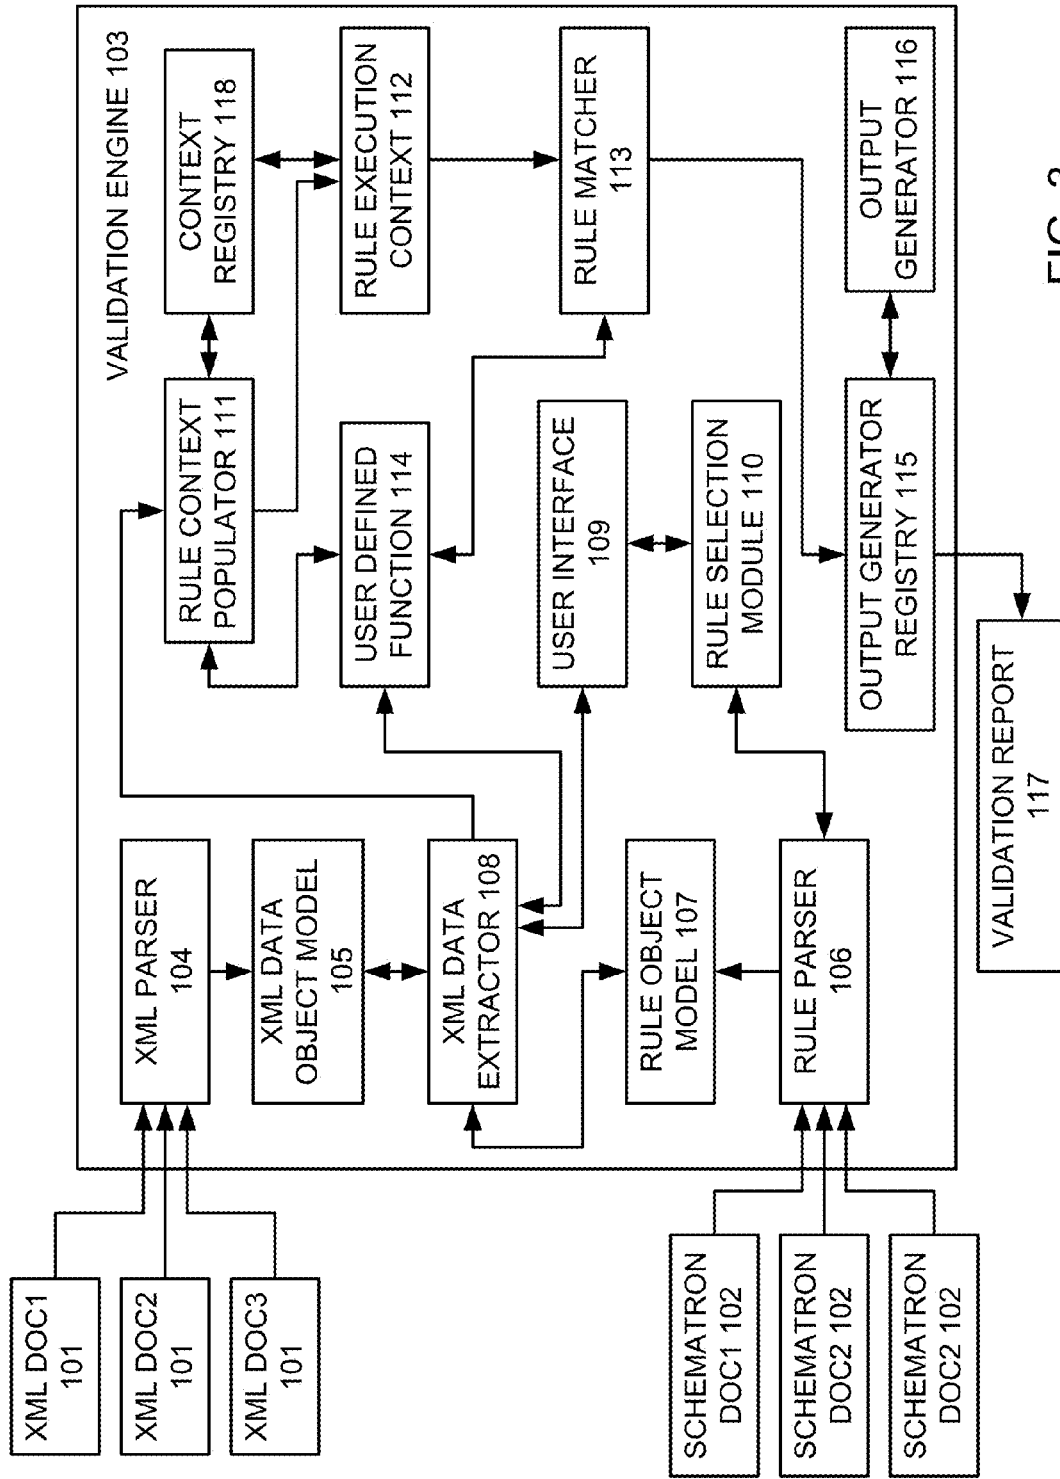 XML DOC1
101
XML DOC2
101
XML DOC3
101
SCHEMATRON
DOC1 102
SCHEMATRON
DOC2 102
SCHEMATRON
DOC2 102
VALIDATION ENGINE 103
XML PARSER
104
XML DATA
OBJECT MODEL
105
XML DATA
EXTRACTOR 108
RULE OBJECT
MODEL 107
RULE PARSER
106
RULE CONTEXT
POPULATOR 111
USER DEFINED
FUNCTION 114
USER INTERFACE
109
RULE SELECTION
MODULE 110
OUTPUT GENERATOR
REGISTRY 115
CONTEXT
REGISTRY 118
RULE EXECUTION
CONTEXT 112
RULE MATCHER
113
OUTPUT
GENERATOR 116
VALIDATION REPORT
117
FIG.